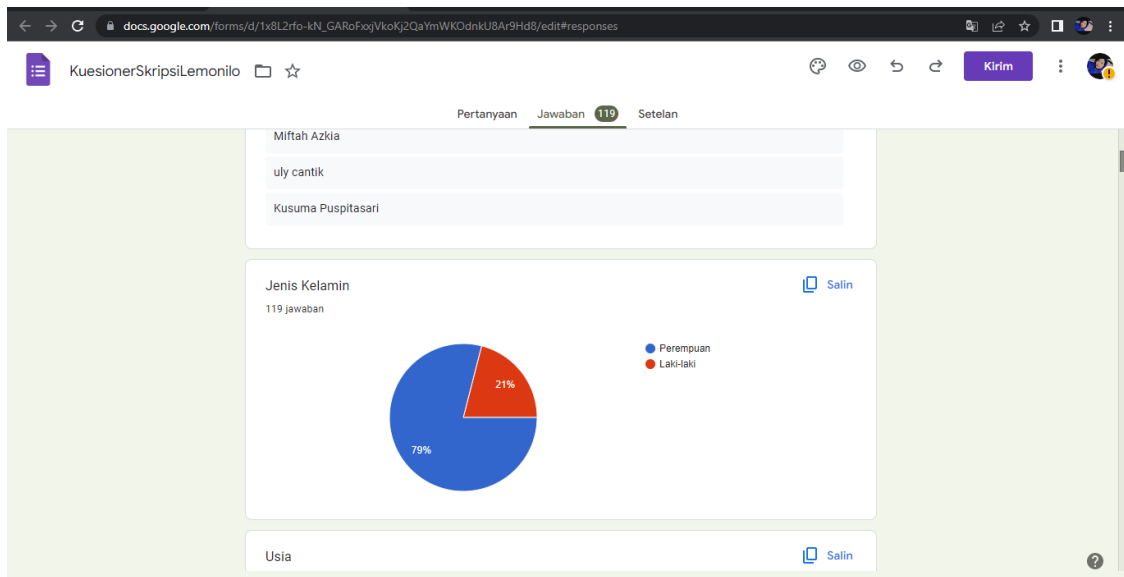 docs.google.com/forms/d/1x8L2rfo-kN_GARoFxxjVkoKj2QaYmWKOdnkU8Ar9Hd8/edit#responses
KuesionerSkripsiLemonilo
Kirim
Pertanyaan Jawaban 119 Setelan
Miftah Azkia
uly cantik
Kusuma Puspitasari
Jenis Kelamin
Salin
119 jawaban
Perempuan
Laki-laki
21%
79%
Usia
Salin